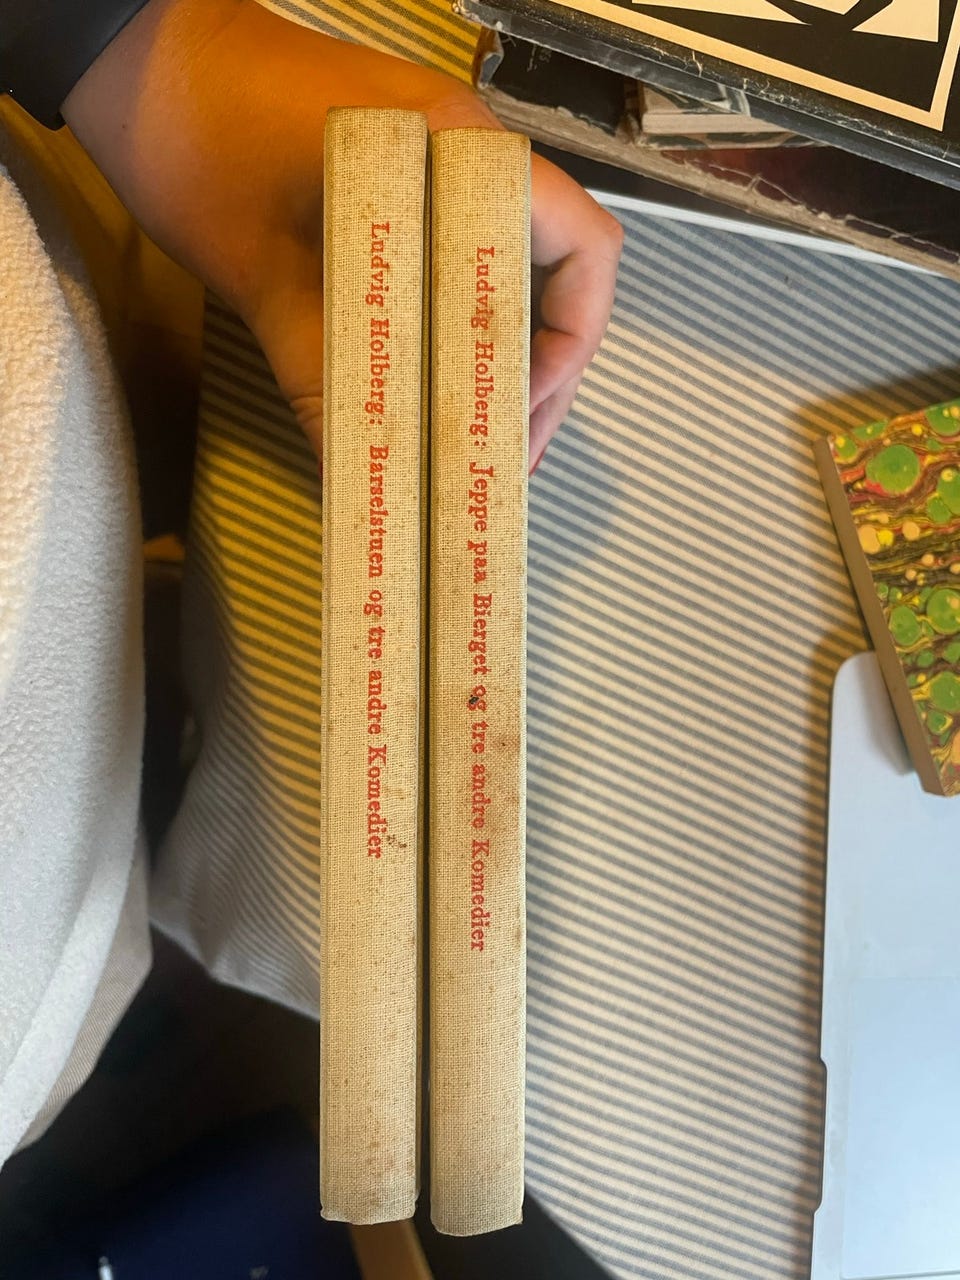 Ludvig Holberg: Barselstuen og tre andre Komedier
Ludvig Holberg: Jeppe paa Bierget og tre andre Komedier